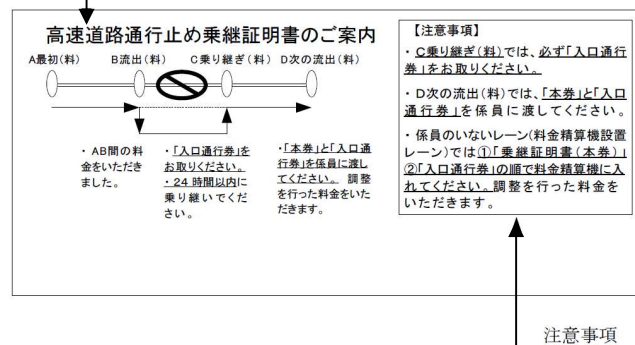 高速道路通行止め乗継証明書のご案内
A最初(料) B流出(料) C乗り継ぎ(料) D次の流出(料)
・ AB間の料
金をいただき
ました。
・「入口通行券」を
お取りください。
・24 時間以内に
乗り継いでくだ
さい。
・「本券」と「入口通
行券」を係員に渡し
てください。 調整
を行った料金をいた
だきます。
【注意事項】
・ C乗り継ぎ(料)では、必ず「入口通行
券」をお取りください。
・ D次の流出(料)では、「本券」と「入口
通行券」を係員に渡してください。
・ 係員のいないレーン(料金精算機設置
レーン)では①「乗継証明書(本券)」
②「入口通行券」の順で料金精算機に入
れてください。調整を行った料金を
いただきます。
注意事項